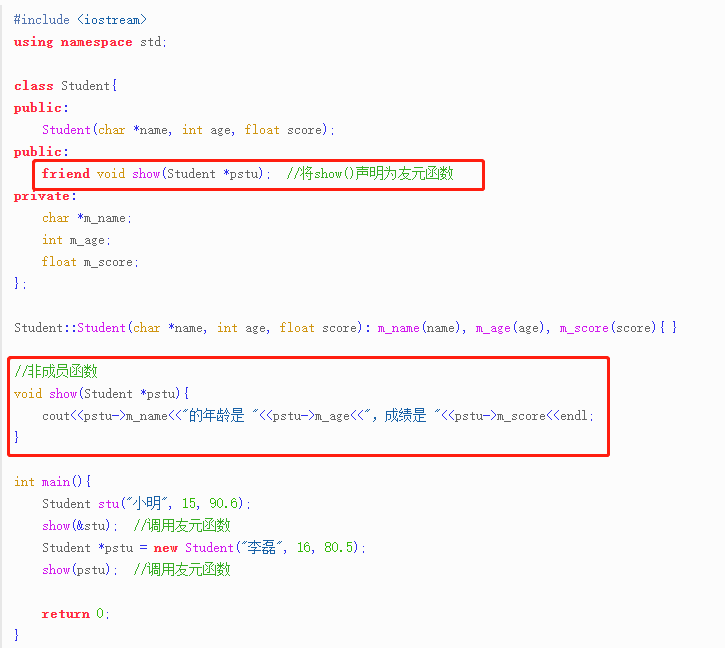 #include <iostream>
using namespace std;
class Student{
public:
Student(char *name, int age, float score);
public:
friend void show(Student *pstu);  //将show()声明为友元函数
private:
char *m_name;
int m_age;
float m_score;
};
Student::Student(char *name, int age, float score): m_name(name), m_age(age), m_score(score){ }
//非成员函数
void show(Student *pstu){
cout<<pstu->m_name<<"的年龄是 "<<pstu->m_age<<"，成绩是 "<<pstu->m_score<<endl;
}
int main(){
Student stu("小明", 15, 90.6);
show(&stu);  //调用友元函数
Student *pstu = new Student("李磊", 16, 80.5);
show(pstu);  //调用友元函数
return 0;
}